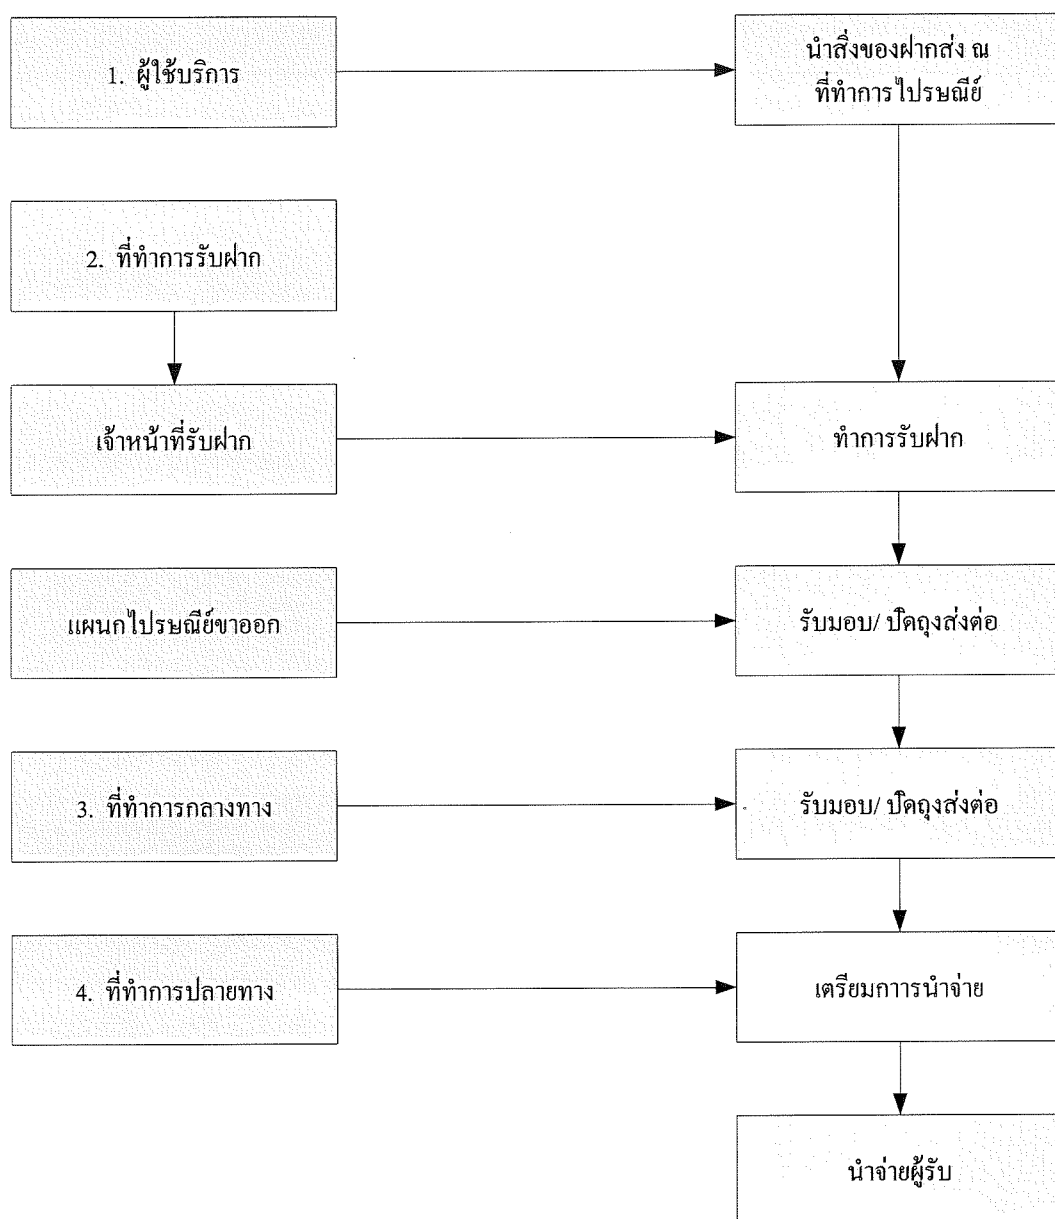 1. ผู้ใช้บริการ
นำสิ่งของฝากส่ง ณ
ที่ทำการไปรษณีย์
2. ที่ทำการรับฝาก
เจ้าหน้าที่รับฝาก
ทำการรับฝาก
แผนกไปรษณีย์ขาออก
รับมอบ/ ปิดถุงส่งต่อ
3. ที่ทำการกลางทาง
รับมอบ/ ปิดถุงส่งต่อ
4. ที่ทำการปลายทาง
เตรียมกาารนำจ่าย
นำจ่ายผู้รับ